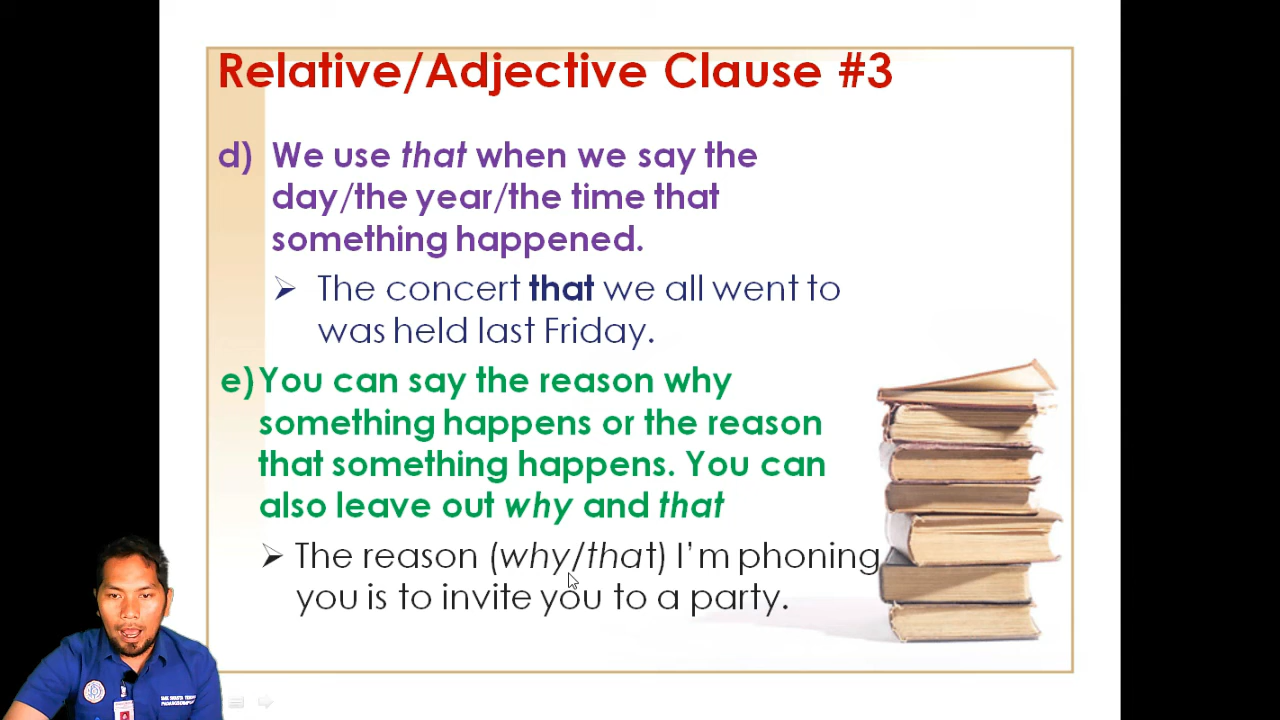 Relative/Adjective Clause #3
d) We use that when we say the
day/the year/the time that
something happened.
➢ The concert that we all went to
was held last Friday.
e) You can say the reason why
something happens or the reason
that something happens. You can
also leave out why and that
➢ The reason (why/that) I'm phoning
you is to invite you to a party.